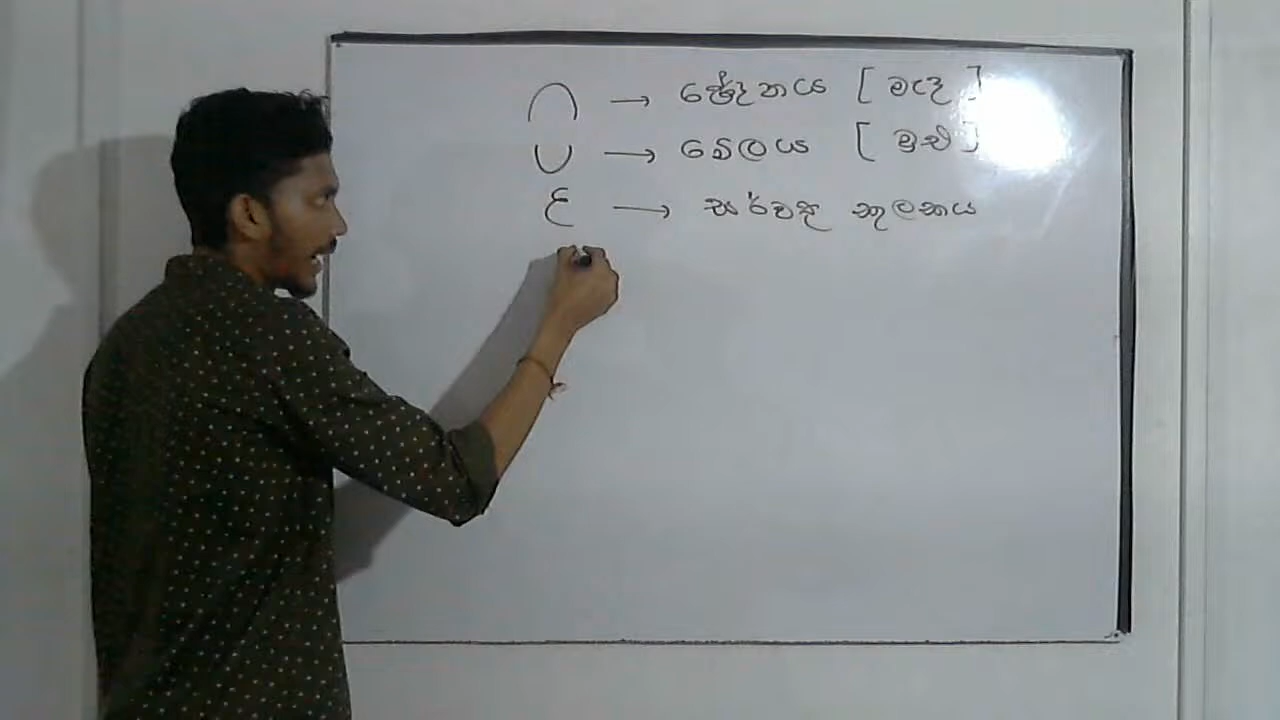 ∩ → ඡේදනය [ මැද ]
∪ → මේලය [ මුළු ]
ξ → සර්වත්‍ර කුලකය